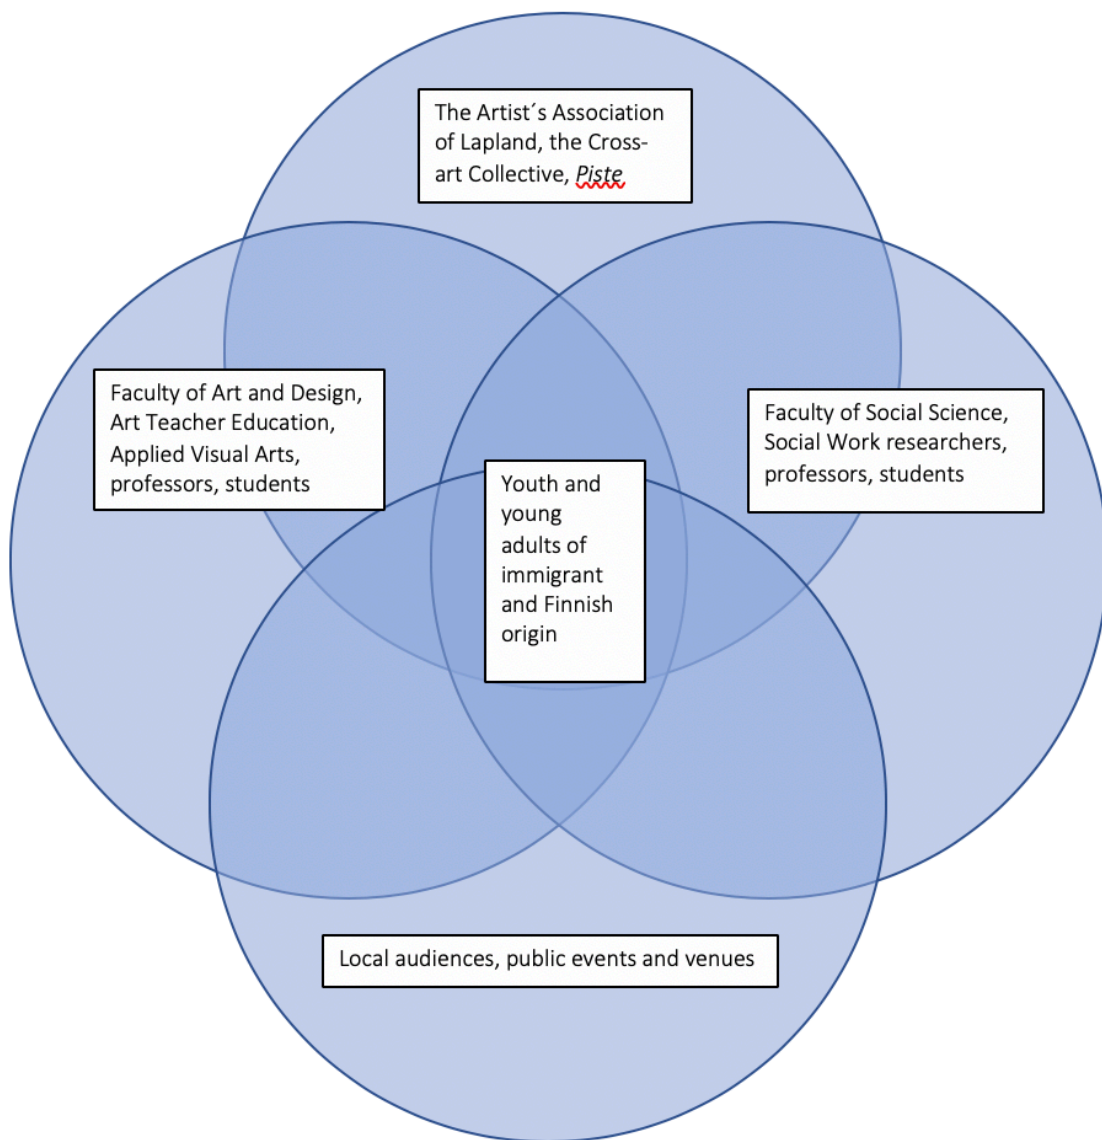 The Artist´s Association
of Lapland, the Cross-
art Collective, Piste
Faculty of Art and Design,
Art Teacher Education,
Applied Visual Arts,
professors, students
Faculty of Social Science,
Social Work researchers,
professors, students
Youth and
young
adults of
immigrant
and Finnish
origin
Local audiences, public events and venues